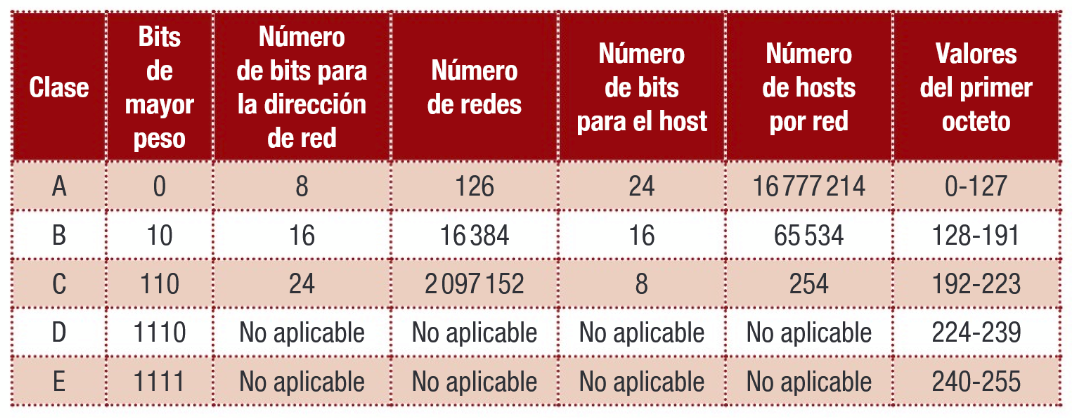 Clase
Bits
de
mayor
peso
Número
de bits para
la dirección
de red
Número
de redes
Número
de bits
para el host
Número
de hosts
por red
Valores
del primer
octeto
A 0 8 126 24 16 777 214 0-127
B 10 16 16 384 16 65 534 128-191
C 110 24 2 097 152 8 254 192-223
D 1110 No aplicable No aplicable No aplicable No aplicable 224-239
E 1111 No aplicable No aplicable No aplicable No aplicable 240-255